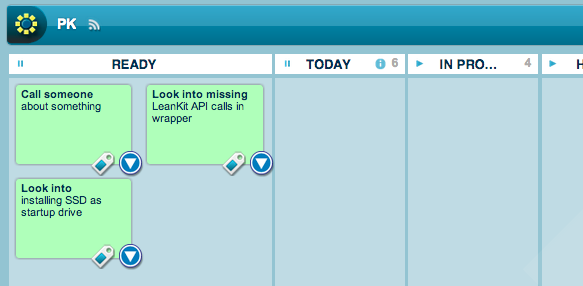 PK
READY
TODAY
6
IN PRO...
4
H
Call someone
about something
Look into missing
LeanKit API calls in
wrapper
Look into
installing SSD as
startup drive